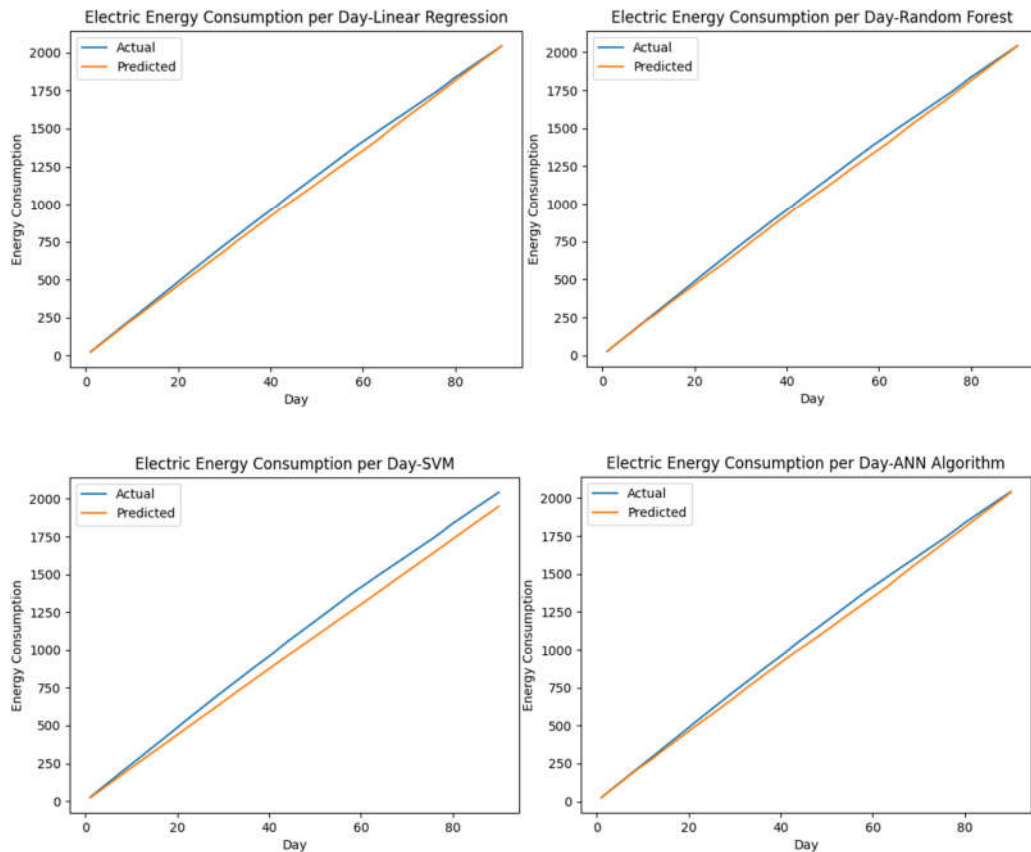 Electric Energy Consumption per Day-Linear Regression
Actual
Predicted
2000
1750
1500
1250
1000
750
500
250
0
Energy Consumption
0 20 40 60 80
Day
Electric Energy Consumption per Day-Random Forest
Actual
Predicted
2000
1750
1500
1250
1000
750
500
250
0
Energy Consumption
0 20 40 60 80
Day
Electric Energy Consumption per Day-SVM
Actual
Predicted
2000
1750
1500
1250
1000
750
500
250
0
Energy Consumption
0 20 40 60 80
Day
Electric Energy Consumption per Day-ANN Algorithm
Actual
Predicted
2000
1750
1500
1250
1000
750
500
250
0
Energy Consumption
0 20 40 60 80
Day